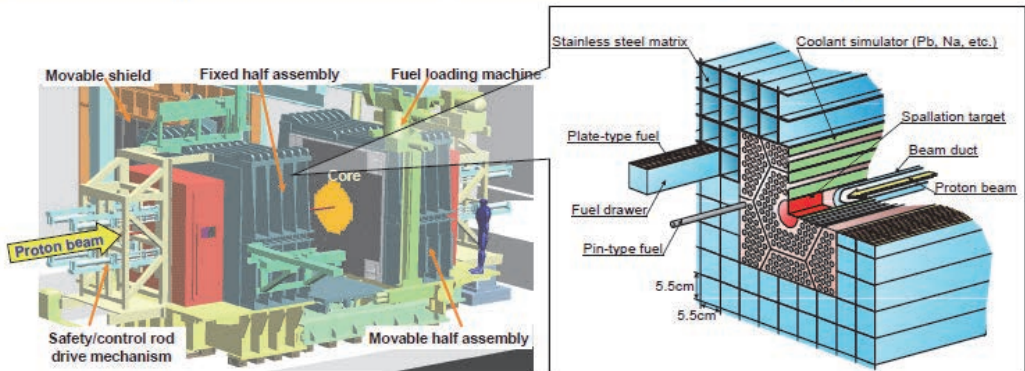 Movable shield
Fixed half assembly
Fuel loading machine
Core
Proton beam
Safety/control rod
drive mechanism
Movable half assembly
Stainless steel matrix
Coolant simulator (Pb, Na, etc.)
Spallation target
Plate-type fuel
Beam duct
Proton beam
Fuel drawer
Pin-type fuel
5.5cm
5.5cm